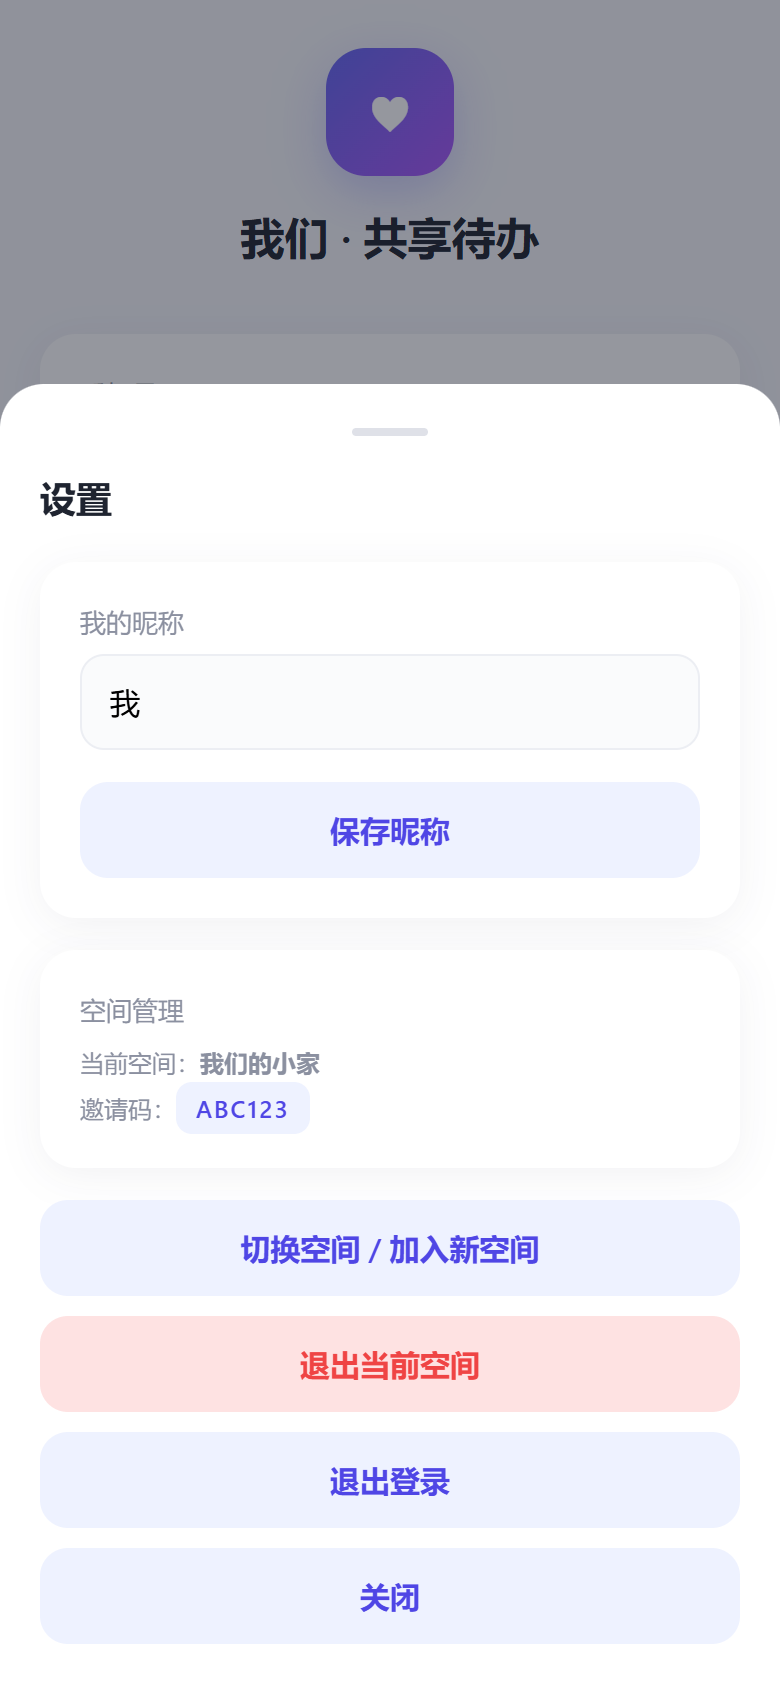 我们 · 共享待办
设置
我的昵称
我
保存昵称
空间管理
当前空间：我们的小家
邀请码：ABC123
切换空间 / 加入新空间
退出当前空间
退出登录
关闭